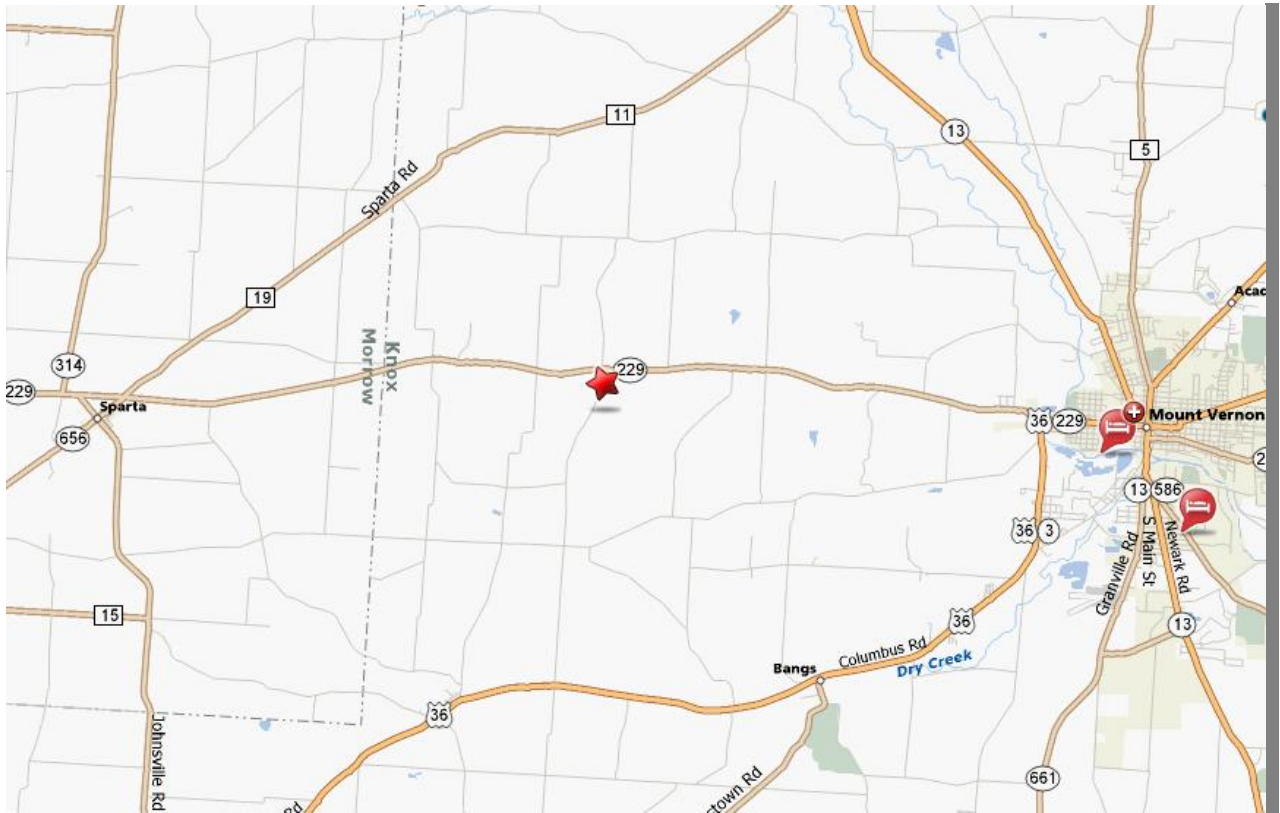 11
13
5
Sparta Rd
19
Acad
Knox
Morrow
314
229
229
Sparta
656
36 229
Mount Vernon
2
13 586
36 3
S Main St
Newark Rd
Granville Rd
15
36
13
Columbus Rd
Dry Creek
Bangs
36
Johnsville Rd
661
Rd
ctown Rd